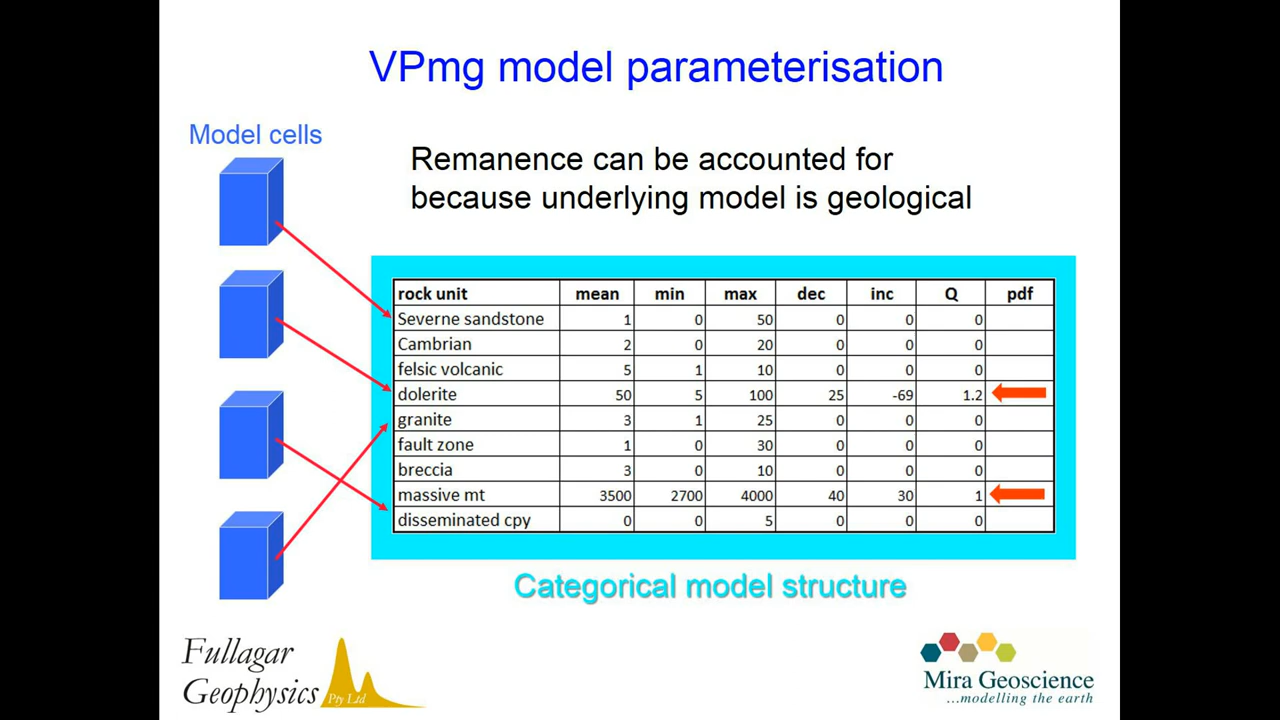 VPmg model parameterisation
Model cells
Remanence can be accounted for
because underlying model is geological
rock unit mean min max dec inc Q pdf
Severne sandstone 1 0 50 0 0 0
Cambrian 2 0 20 0 0 0
felsic volcanic 5 1 10 0 0 0
dolerite 50 5 100 25 -69 1.2
granite 3 1 25 0 0 0
fault zone 1 0 30 0 0 0
breccia 3 0 10 0 0 0
massive mt 3500 2700 4000 40 30 1
disseminated cpy 0 0 5 0 0 0
Categorical model structure
Fullagar
Geophysics
Pty Ltd
Mira Geoscience
...modelling the earth